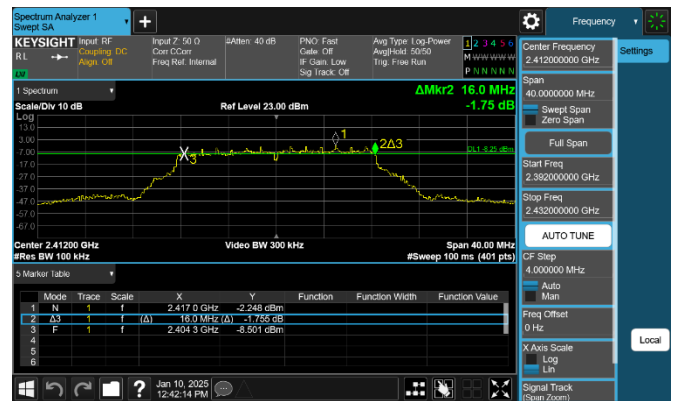 Spectrum Analyzer 1
Swept SA
Frequency
KEYSIGHT Input: RF Input Z: 50 Ω #Atten: 40 dB PNO: Fast Avg Type: Log-Power 1 2 3 4 5 6
RL Coupling: DC Corr CCorr Gate: Off Avg|Hold: 50/50 M W W W W W
Align: Off Freq Ref: Internal IF Gain: Low Trig: Free Run
LXI Sig Track: Off P N N N N N
1 Spectrum ΔMkr2 16.0 MHz
Scale/Div 10 dB Ref Level 23.00 dBm -1.75 dB
Log
13.0
3.00
-7.00
-17.0
-27.0
-37.0
-47.0
-57.0
-67.0
1
2Δ3
X3
DL1 -8.25 dBm
Center 2.41200 GHz Video BW 300 kHz Span 40.00 MHz
#Res BW 100 kHz #Sweep 100 ms (401 pts)
5 Marker Table
Mode Trace Scale X Y Function Function Width Function Value
1 N 1 f 2.417 0 GHz -2.248 dBm
2 Δ3 1 f (Δ) 16.0 MHz (Δ) -1.755 dB
3 F 1 f 2.404 3 GHz -8.501 dBm
4
5
6
Jan 10, 2025
12:42:14 PM
Center Frequency
2.412000000 GHz
Settings
Span
40.0000000 MHz
Swept Span
Zero Span
Full Span
Start Freq
2.392000000 GHz
Stop Freq
2.432000000 GHz
AUTO TUNE
CF Step
4.000000 MHz
Auto
Man
Freq Offset
0 Hz
X Axis Scale
Log
Lin
Local
Signal Track
(Span Zoom)